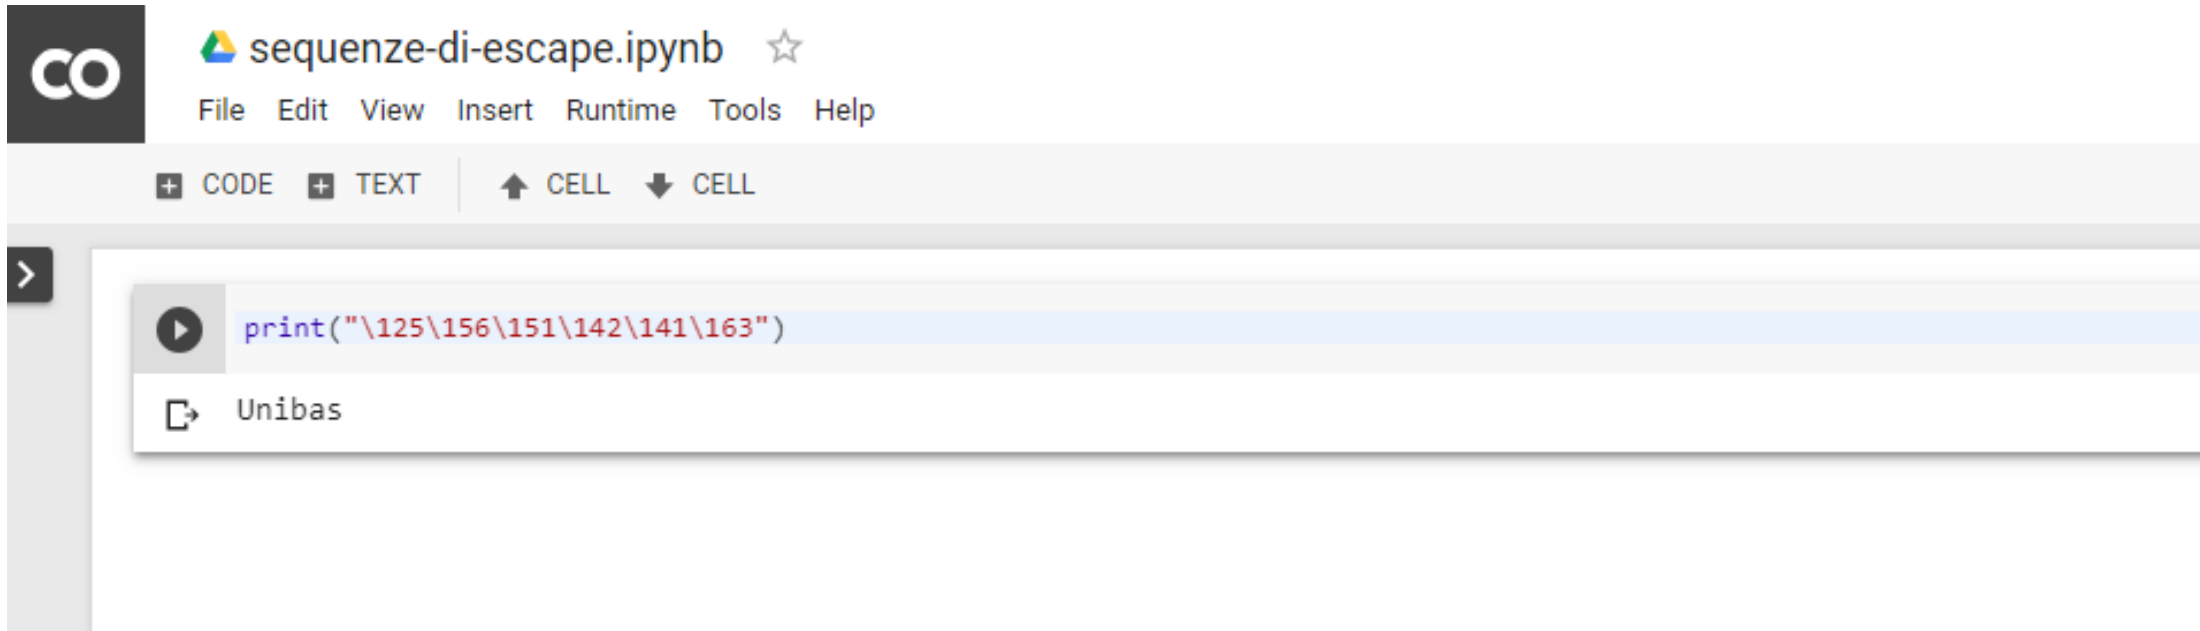 CO
sequenze-di-escape.ipynb
File Edit View Insert Runtime Tools Help
CODE TEXT CELL CELL
print("\125\156\151\142\141\163")
Unibas